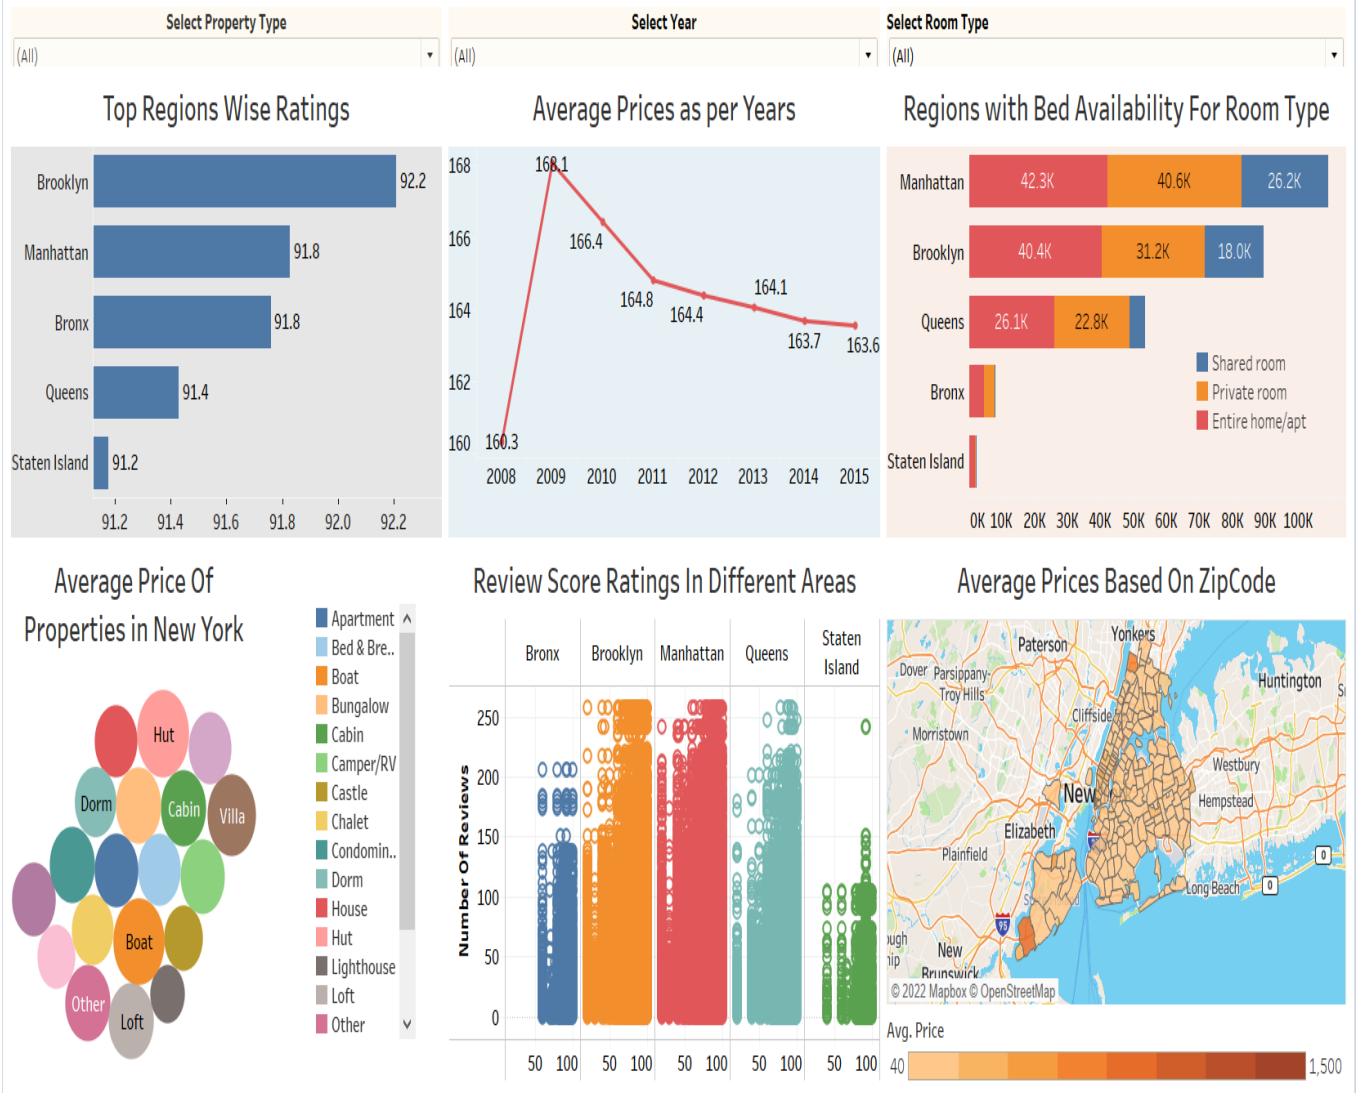 Select Property Type
(All)
Select Year
(All)
Select Room Type
(All)
Top Regions Wise Ratings
Brooklyn 92.2
Manhattan 91.8
Bronx 91.8
Queens 91.4
Staten Island 91.2
91.2 91.4 91.6 91.8 92.0 92.2
Average Prices as per Years
168
166
164
162
160
168.1
166.4
164.8
164.4
164.1
163.7
163.6
160.3
2008 2009 2010 2011 2012 2013 2014 2015
Regions with Bed Availability For Room Type
Manhattan 42.3K 40.6K 26.2K
Brooklyn 40.4K 31.2K 18.0K
Queens 26.1K 22.8K
Bronx
Staten Island
Shared room
Private room
Entire home/apt
0K 10K 20K 30K 40K 50K 60K 70K 80K 90K 100K
Average Price Of
Properties in New York
Hut
Dorm
Cabin
Villa
Boat
Other
Loft
Apartment
Bed & Bre..
Boat
Bungalow
Cabin
Camper/RV
Castle
Chalet
Condomin..
Dorm
House
Hut
Lighthouse
Loft
Other
Review Score Ratings In Different Areas
Bronx Brooklyn Manhattan Queens Staten
Island
Number Of Reviews
250
200
150
100
50
0
50 100 50 100 50 100 50 100 50 100
Average Prices Based On ZipCode
Yonkers
Paterson
Dover
Parsippany-
Troy Hills
Huntington
Cliffside
Morristown
Westbury
New
Hempstead
Elizabeth
Plainfield
0
Long Beach
0
95
New
Brunswick
© 2022 Mapbox © OpenStreetMap
Avg. Price
40 1,500